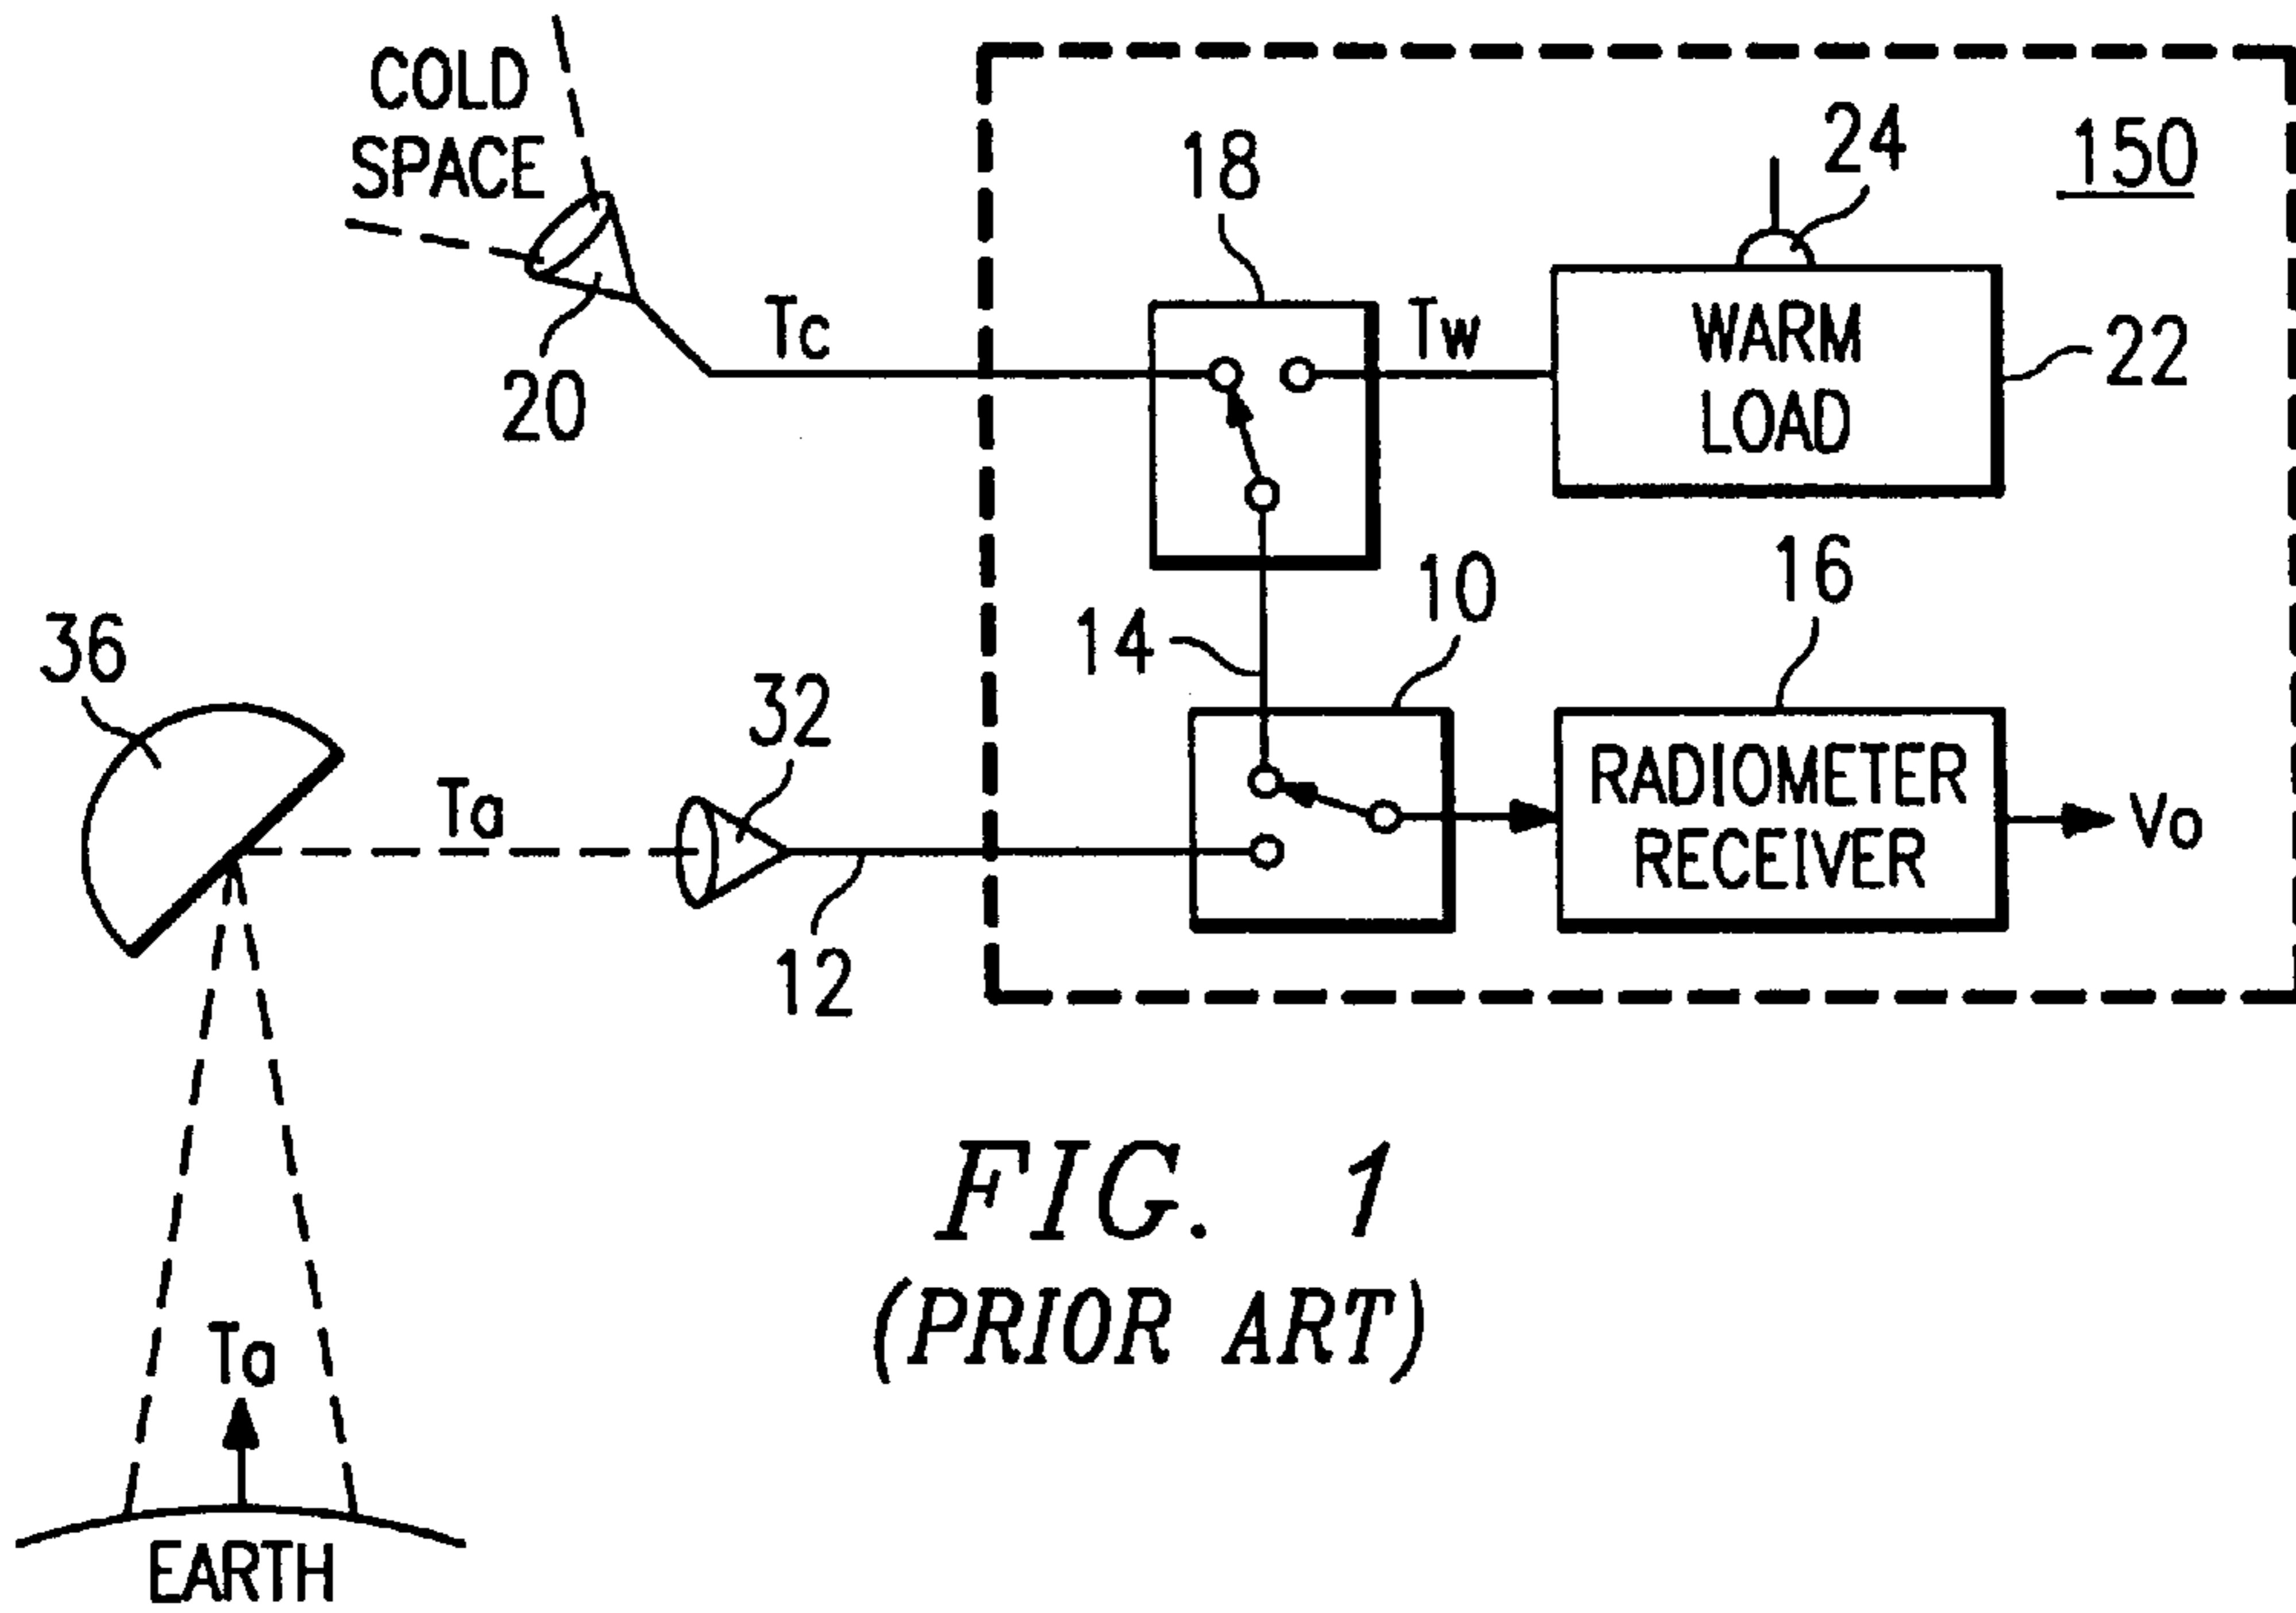 COLD
SPACE
18
24
150
Tc
Tw
WARM
LOAD
22
20
10
16
14
36
32
Ta
RADIOMETER
RECEIVER
Vo
12
FIG. 1
(PRIOR ART)
Ta
EARTH